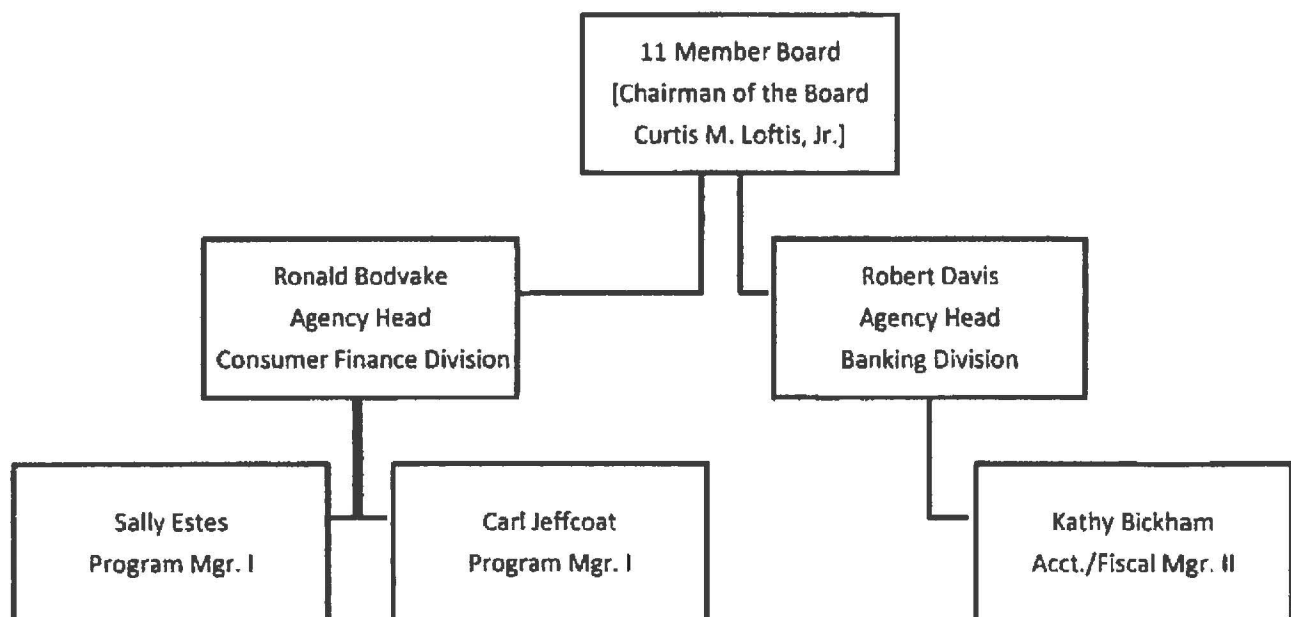 11 Member Board
[Chairman of the Board
Curtis M. Loftis, Jr.]
Ronald Bodvake
Agency Head
Consumer Finance Division
Robert Davis
Agency Head
Banking Division
Sally Estes
Program Mgr. I
Carl Jeffcoat
Program Mgr. I
Kathy Bickham
Acct./Fiscal Mgr. II